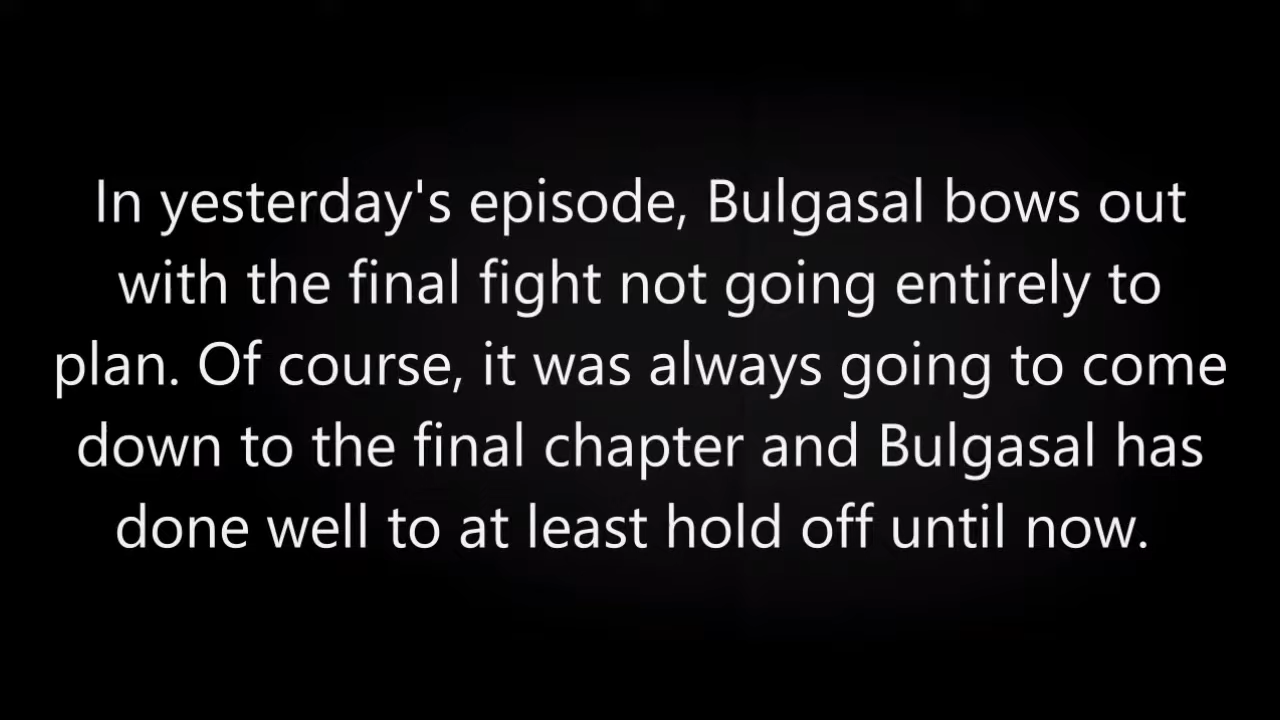 In yesterday's episode, Bulgasal bows out
with the final fight not going entirely to
plan. Of course, it was always going to come
down to the final chapter and Bulgasal has
done well to at least hold off until now.